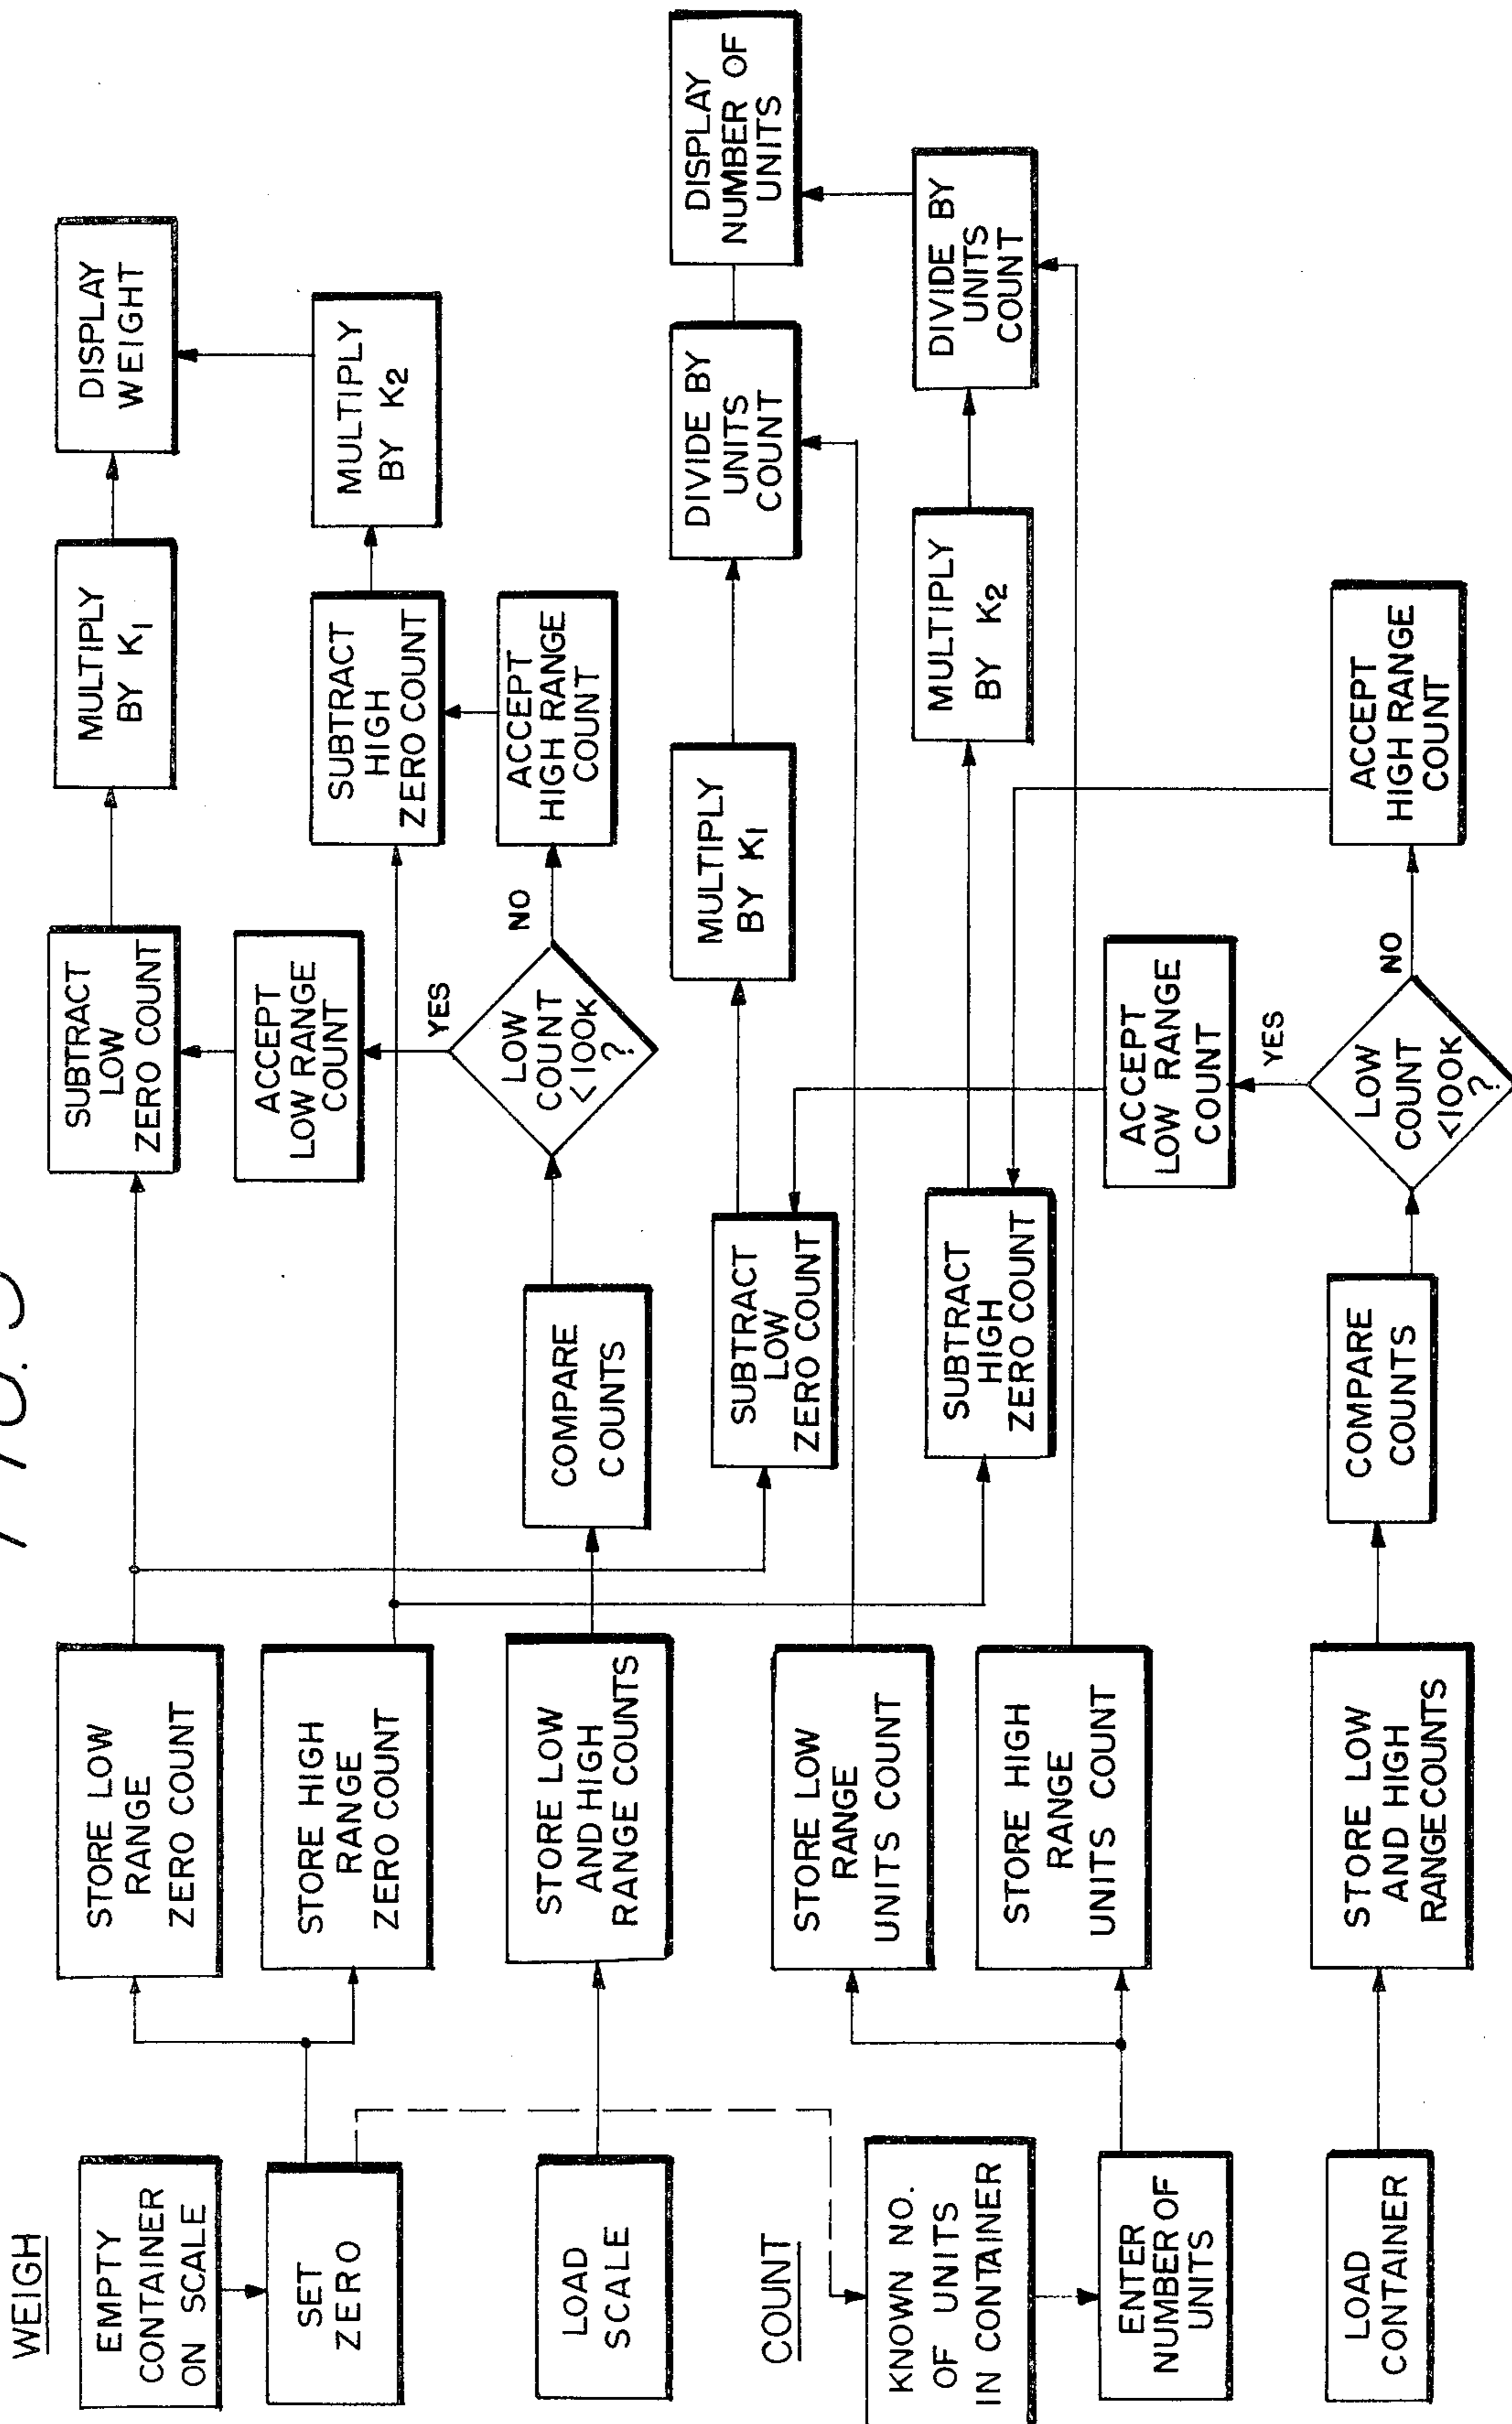 WEIGH
EMPTY
CONTAINER
ON SCALE
SET
ZERO
STORE LOW
RANGE
ZERO COUNT
STORE HIGH
RANGE
ZERO COUNT
SUBTRACT
LOW
ZERO COUNT
MULTIPLY
BY K1
DISPLAY
WEIGHT
ACCEPT
LOW RANGE
COUNT
SUBTRACT
HIGH
ZERO COUNT
MULTIPLY
BY K2
LOAD
SCALE
STORE LOW
AND HIGH
RANGE COUNTS
COMPARE
COUNTS
LOW
COUNT
<100K
?
YES
NO
ACCEPT
HIGH RANGE
COUNT
COUNT
KNOWN NO.
OF UNITS
IN CONTAINER
ENTER
NUMBER OF
UNITS
STORE LOW
RANGE
UNITS COUNT
STORE HIGH
RANGE
UNITS COUNT
SUBTRACT
LOW
ZERO COUNT
MULTIPLY
BY K1
DIVIDE BY
UNITS
COUNT
DISPLAY
NUMBER OF
UNITS
SUBTRACT
HIGH
ZERO COUNT
MULTIPLY
BY K2
DIVIDE BY
UNITS
COUNT
ACCEPT
LOW RANGE
COUNT
LOAD
CONTAINER
STORE LOW
AND HIGH
RANGE COUNTS
COMPARE
COUNTS
LOW
COUNT
<100K
?
YES
NO
ACCEPT
HIGH RANGE
COUNT